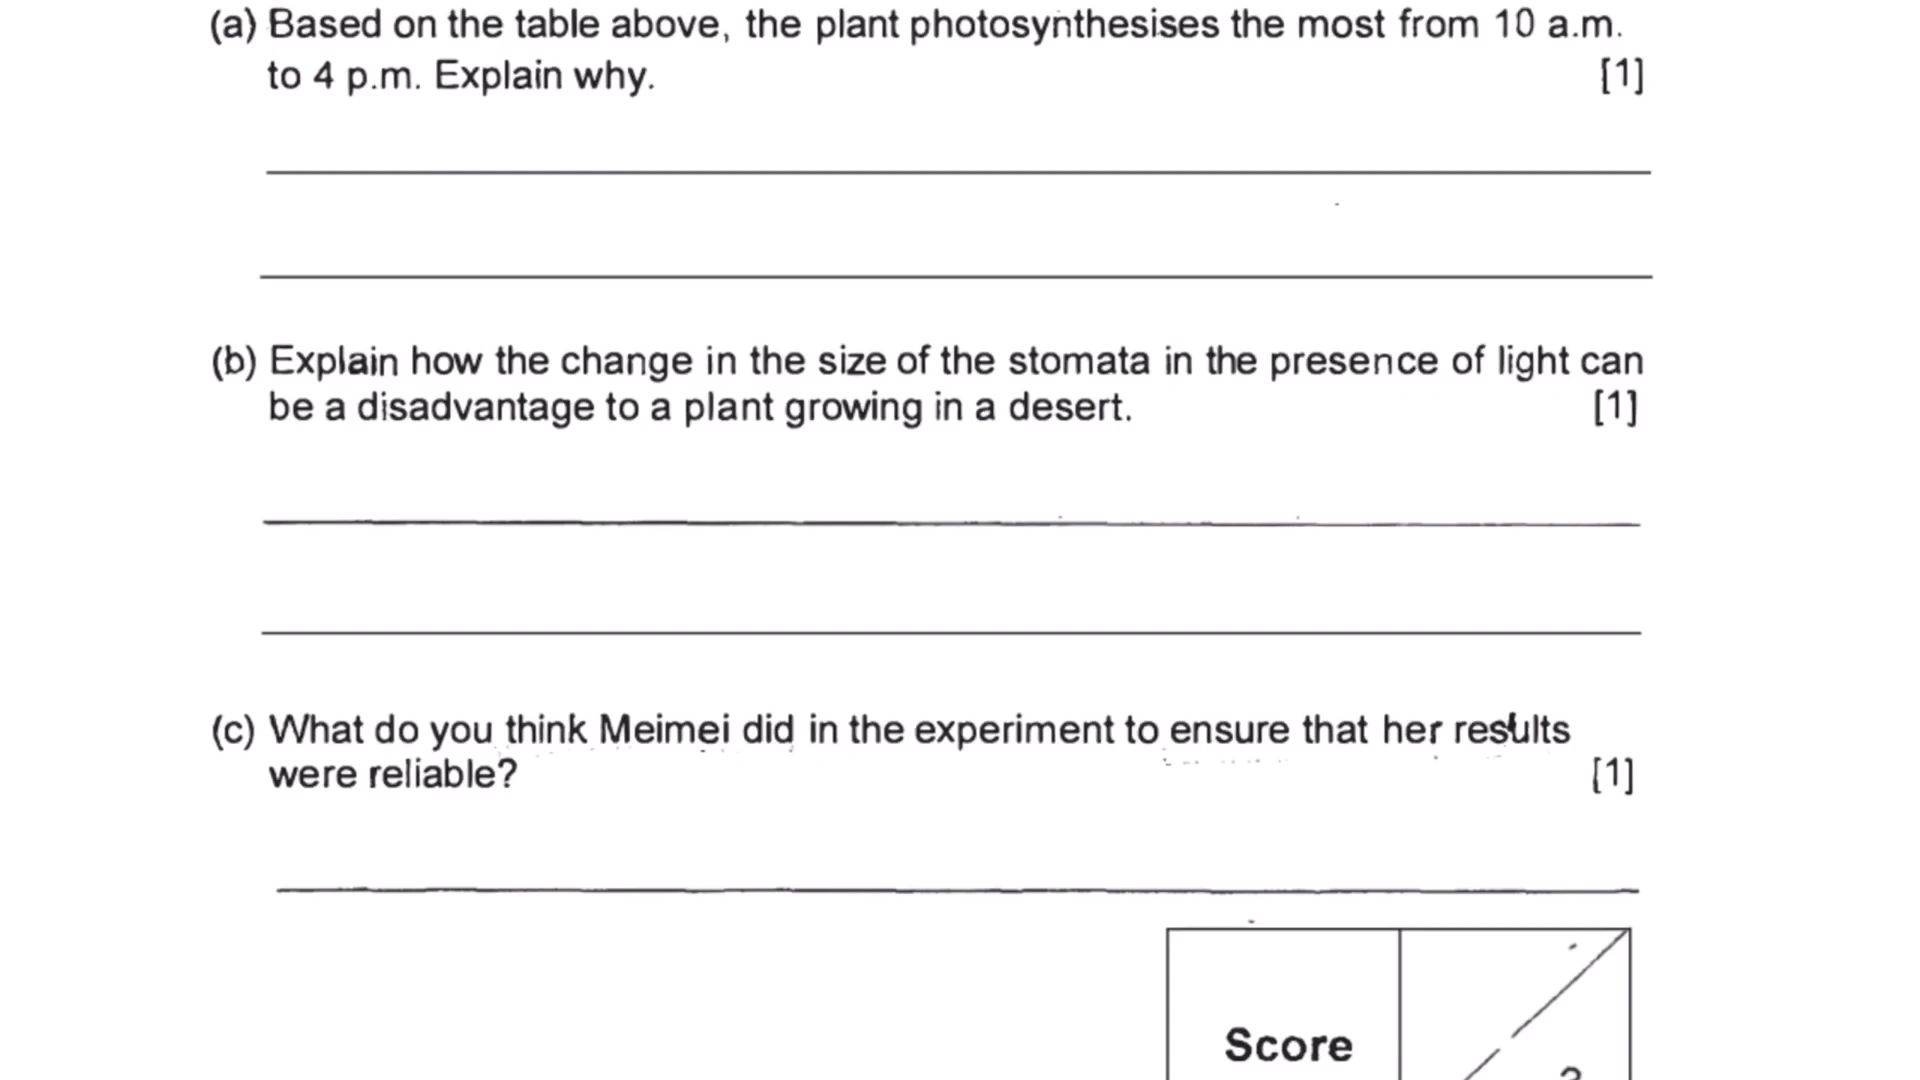 (a) Based on the table above, the plant photosynthesises the most from 10 a.m.
to 4 p.m. Explain why. [1]
(b) Explain how the change in the size of the stomata in the presence of light can
be a disadvantage to a plant growing in a desert. [1]
(c) What do you think Meimei did in the experiment to ensure that her results
were reliable? [1]
Score